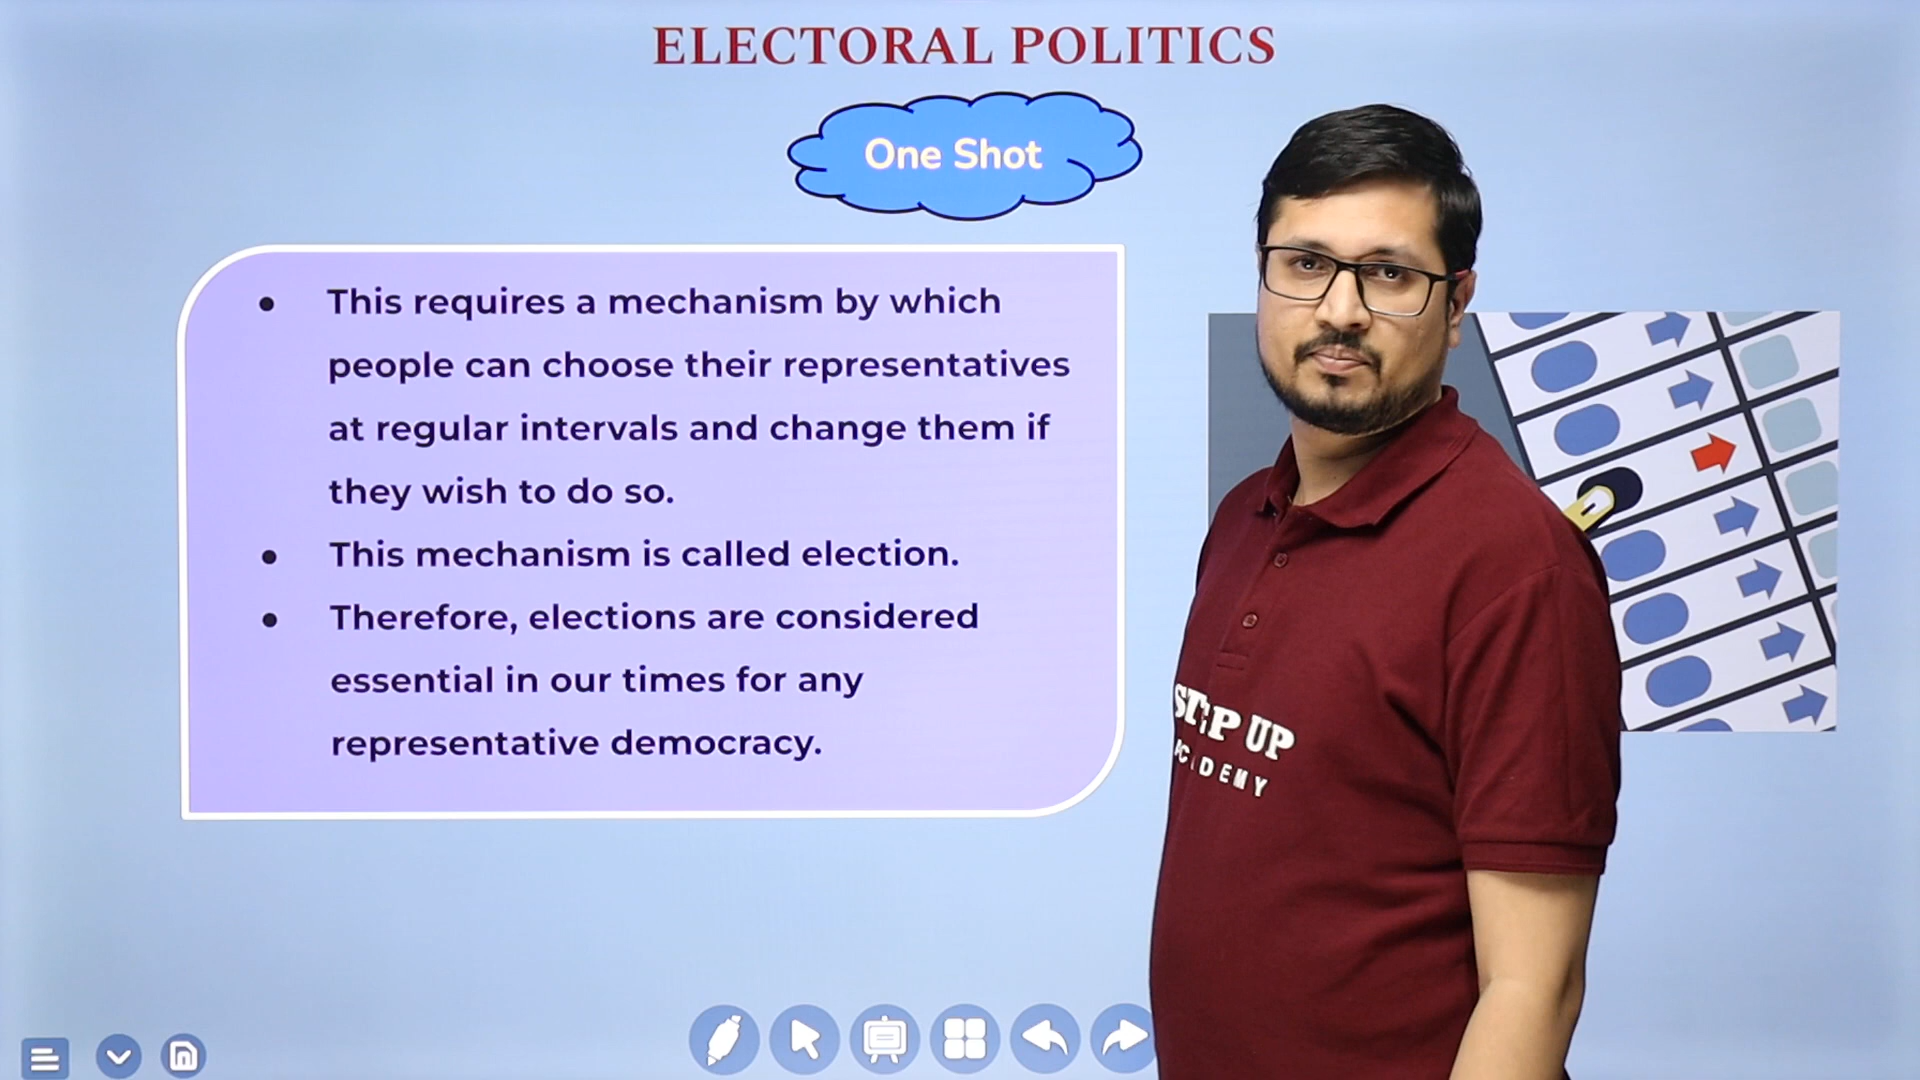 ELECTORAL POLITICS
One Shot
• This requires a mechanism by which
people can choose their representatives
at regular intervals and change them if
they wish to do so.
• This mechanism is called election.
• Therefore, elections are considered
essential in our times for any
representative democracy.
STEP UP
ACADEMY